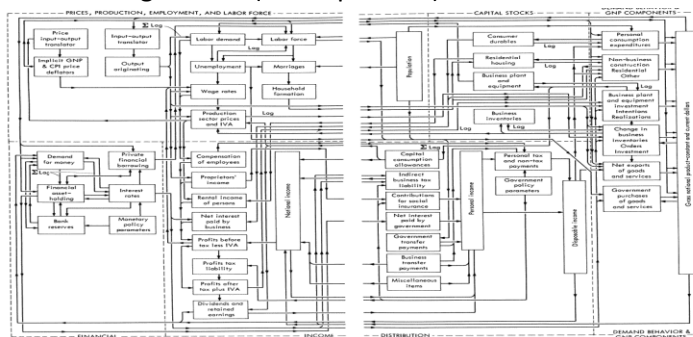 PRICES, PRODUCTION, EMPLOYMENT, AND LABOR FORCE
CAPITAL STOCKS
GNP COMPONENTS
Price
input-output
translator
Input-output
translator
Σ Lag
Labor demand
Labor force
Lag
Implicit GNP
& CPI price
deflators
Output
originating
Unemployment
Marriages
Wage rates
Household
formation
Production
sector prices
and IVA
Lag
Population
Consumer
durables
Lag
Residential
housing
Lag
Business plant
and equipment
Lag
Business
inventories
Lag
Personal
consumption
expenditures
Non-business
construction
Residential
Other
Business plant
and equipment
Investment
Intentions
Realizations
Change in
business
inventories
Orders
Investment
Net exports
of goods
and services
Government
purchases
of goods
and services
Gross national product-constant and current dollars
Demand
for money
Private
financial
borrowing
Σ Lag
Financial
asset-
holding
Interest
rates
Bank
reserves
Monetary
policy
parameters
Compensation
of employees
Proprietors'
income
Rental income
of persons
Net interest
paid by
business
Profits before
tax less IVA
Profits tax
liability
Profits after
tax plus IVA
Dividends and
retained
earnings
National income
Capital
consumption
allowances
Indirect
business tax
liability
Contributions
for social
insurance
Net interest
paid by
government
Government
transfer
payments
Business
transfer
payments
Miscellaneous
items
Personal income
Personal tax
and non-tax
payments
Government
policy
parameters
Disposable income
FINANCIAL
INCOME
DISTRIBUTION
DEMAND BEHAVIOR &
GNP COMPONENTS